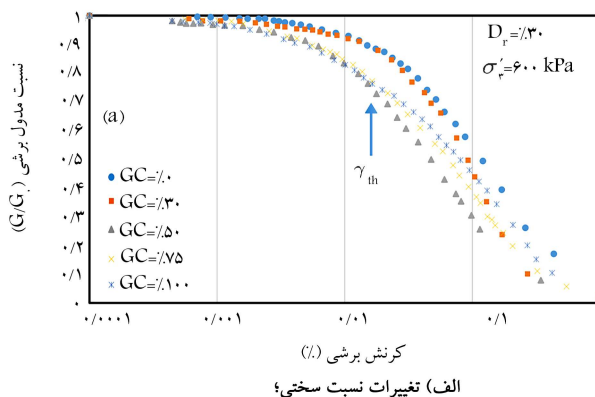 ۱
۰/۹
۰/۸
۰/۷
۰/۶
۰/۵
۰/۴
۰/۳
۰/۲
۰/۱
۰
نسبت مدول برشی (G/G۰)
(a)
D_r=٪۳۰
σ′_۳=۶۰۰ kPa
γ_th
GC=٪۰
GC=٪۳۰
GC=٪۵۰
GC=٪۷۵
GC=٪۱۰۰
۰/۰۰۰۱ ۰/۰۰۱ ۰/۰۱ ۰/۱
کرنش برشی (٪)
الف) تغییرات نسبت سختی؛